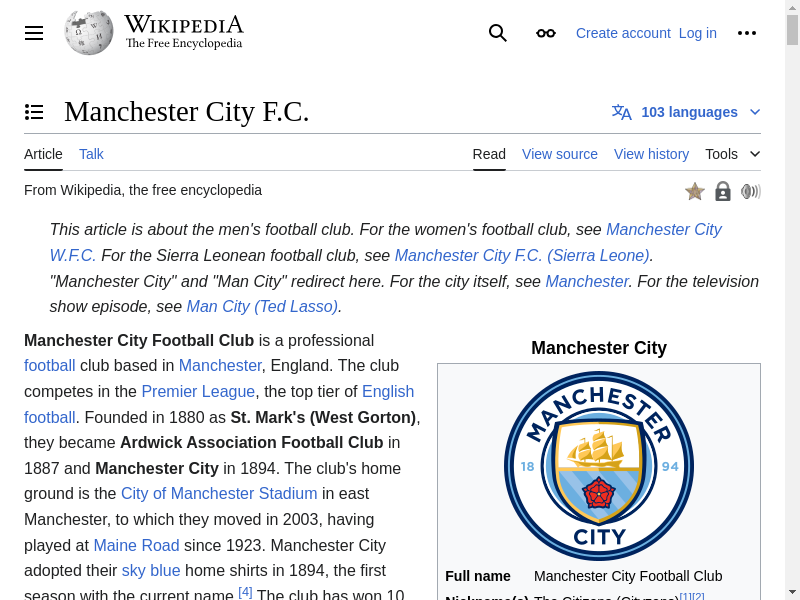 WIKIPEDIA
The Free Encyclopedia
Create account Log in
Manchester City F.C.
103 languages
Article Talk
Read View source View history Tools
From Wikipedia, the free encyclopedia
This article is about the men's football club. For the women's football club, see Manchester City
W.F.C. For the Sierra Leonean football club, see Manchester City F.C. (Sierra Leone).
"Manchester City" and "Man City" redirect here. For the city itself, see Manchester. For the television
show episode, see Man City (Ted Lasso).
Manchester City Football Club is a professional
football club based in Manchester, England. The club
competes in the Premier League, the top tier of English
football. Founded in 1880 as St. Mark's (West Gorton),
they became Ardwick Association Football Club in
1887 and Manchester City in 1894. The club's home
ground is the City of Manchester Stadium in east
Manchester, to which they moved in 2003, having
played at Maine Road since 1923. Manchester City
adopted their sky blue home shirts in 1894, the first
season with the current name.[4] The club has won 10
Manchester City
MANCHESTER
18 94
CITY
Full name Manchester City Football Club
Nickname(s) The Citizens (Cityzens)[1][2]